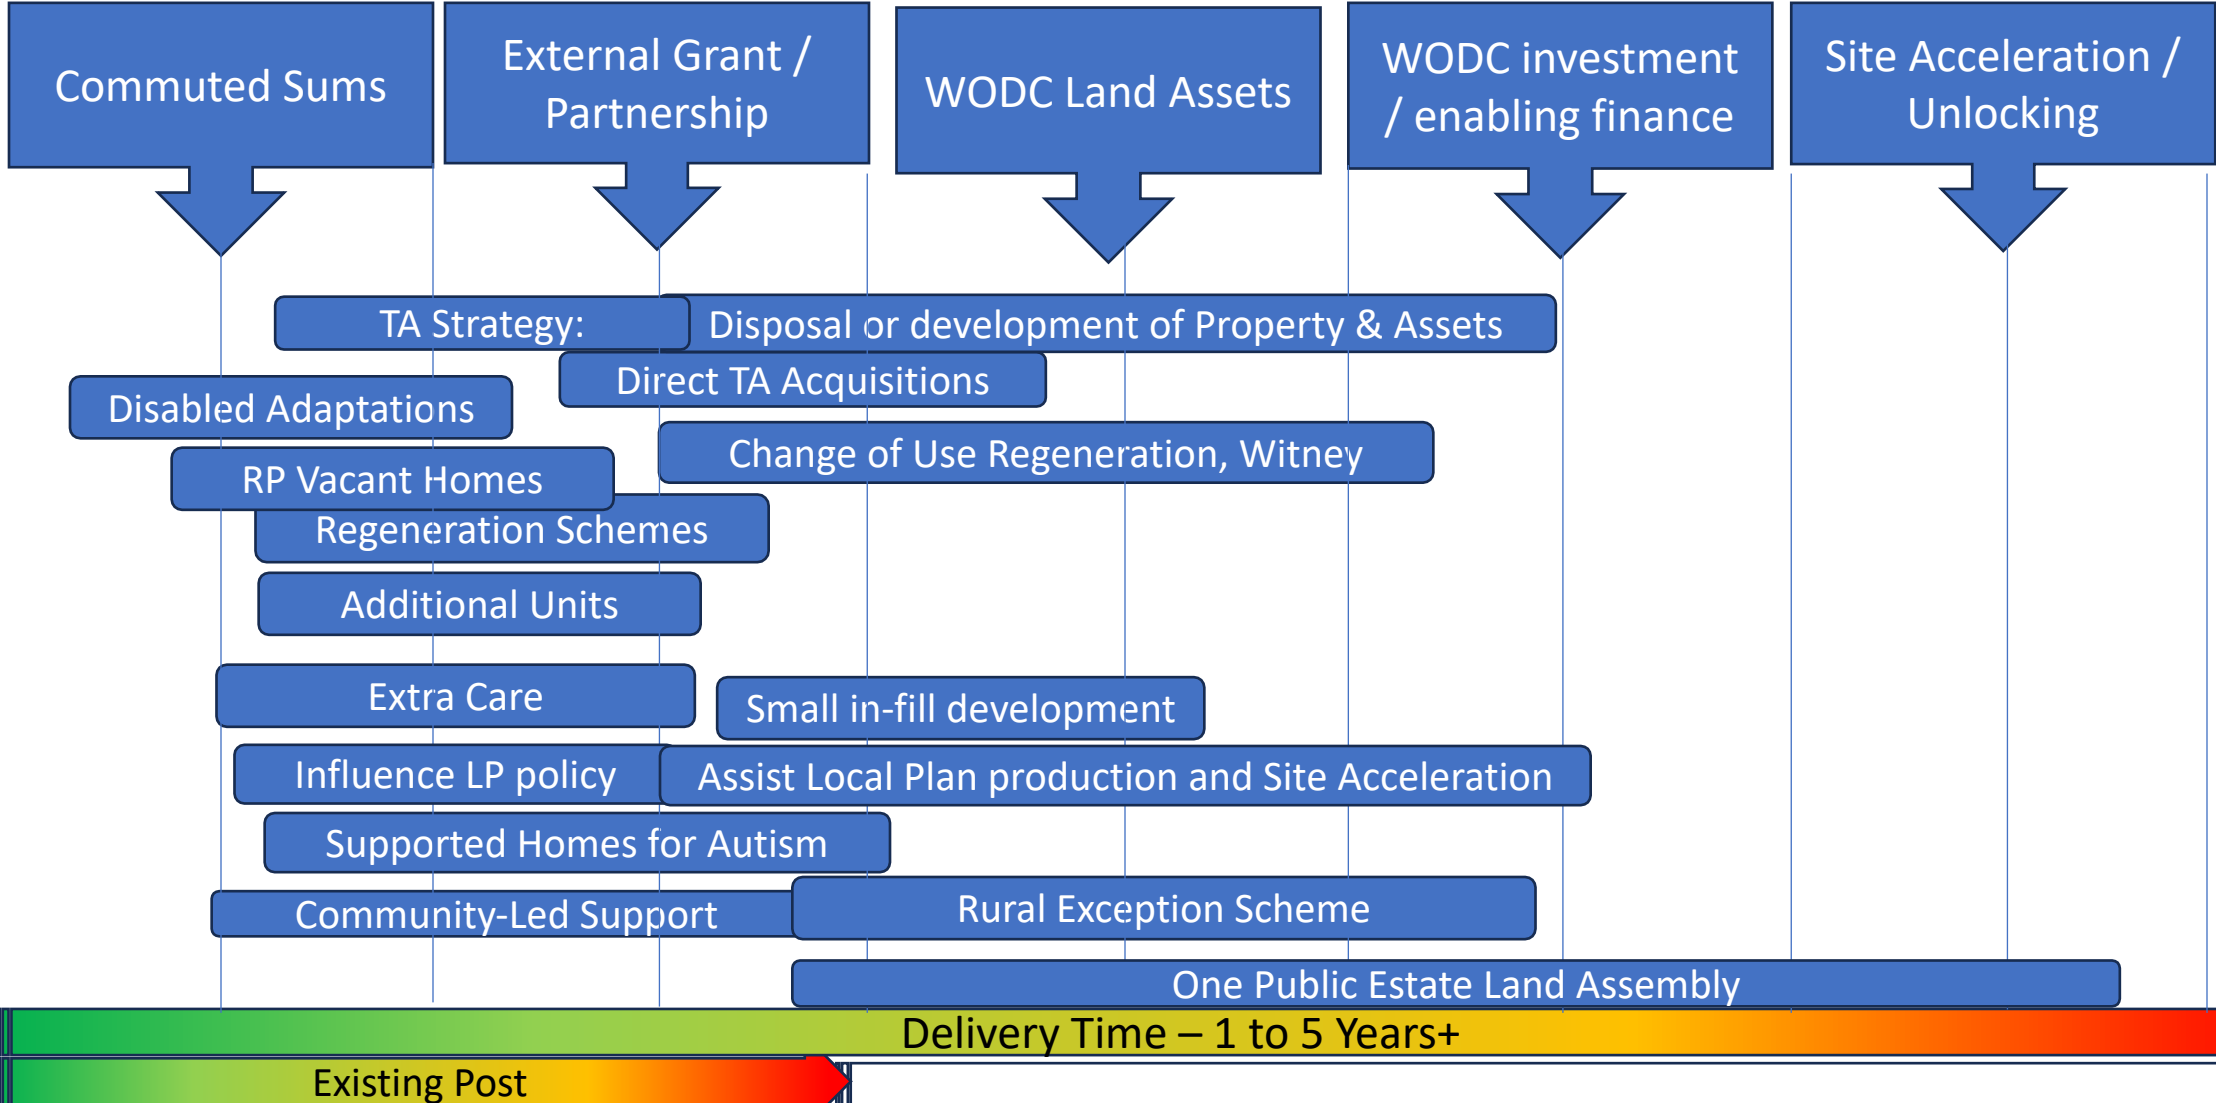 Commuted Sums
External Grant /
Partnership
WODC Land Assets
WODC investment
/ enabling finance
Site Acceleration /
Unlocking
TA Strategy:
Disposal or development of Property & Assets
Direct TA Acquisitions
Disabled Adaptations
Change of Use Regeneration, Witney
RP Vacant Homes
Regeneration Schemes
Additional Units
Extra Care
Small in-fill development
Influence LP policy
Assist Local Plan production and Site Acceleration
Supported Homes for Autism
Community-Led Support
Rural Exception Scheme
One Public Estate Land Assembly
Delivery Time – 1 to 5 Years+
Existing Post